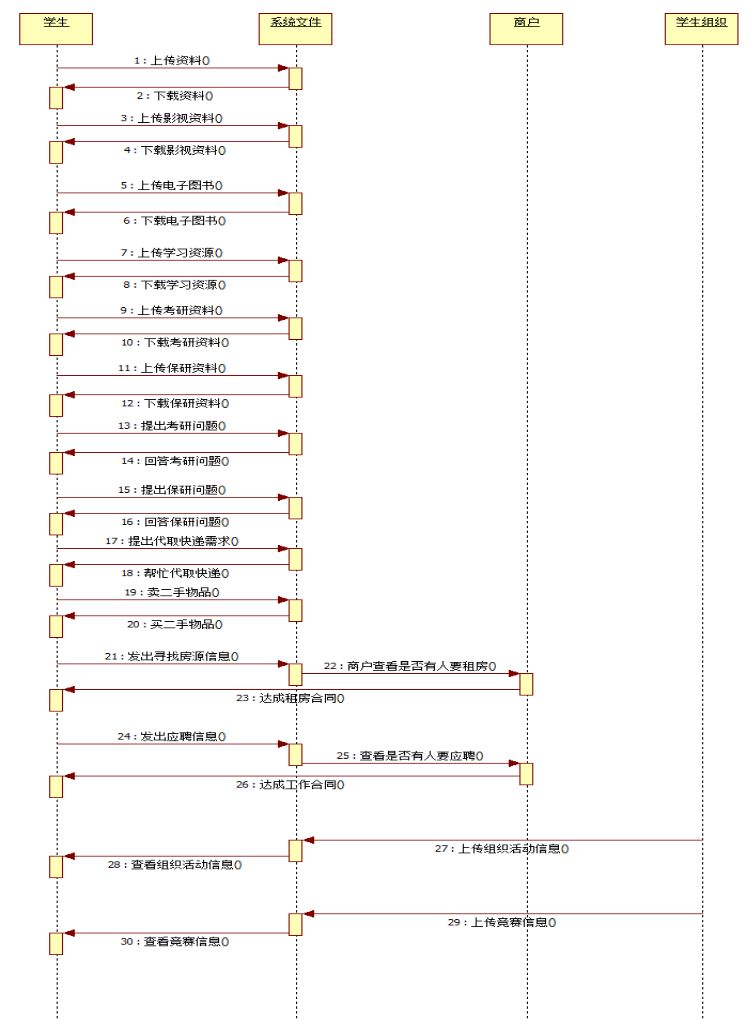 学生 系统文件 商户 学生组织
1 : 上传资料()
2 : 下载资料()
3 : 上传影视资料()
4 : 下载影视资料()
5 : 上传电子图书()
6 : 下载电子图书()
7 : 上传学习资源()
8 : 下载学习资源()
9 : 上传考研资料()
10 : 下载考研资料()
11 : 上传保研资料()
12 : 下载保研资料()
13 : 提出考研问题()
14 : 回答考研问题()
15 : 提出保研问题()
16 : 回答保研问题()
17 : 提出代取快递需求()
18 : 帮忙代取快递()
19 : 卖二手物品()
20 : 买二手物品()
21 : 发出寻找房源信息()
22 : 商户查看是否有人要租房()
23 : 达成租房合同()
24 : 发出应聘信息()
25 : 查看是否有人要应聘()
26 : 达成工作合同()
27 : 上传组织活动信息()
28 : 查看组织活动信息()
29 : 上传竞赛信息()
30 : 查看竞赛信息()